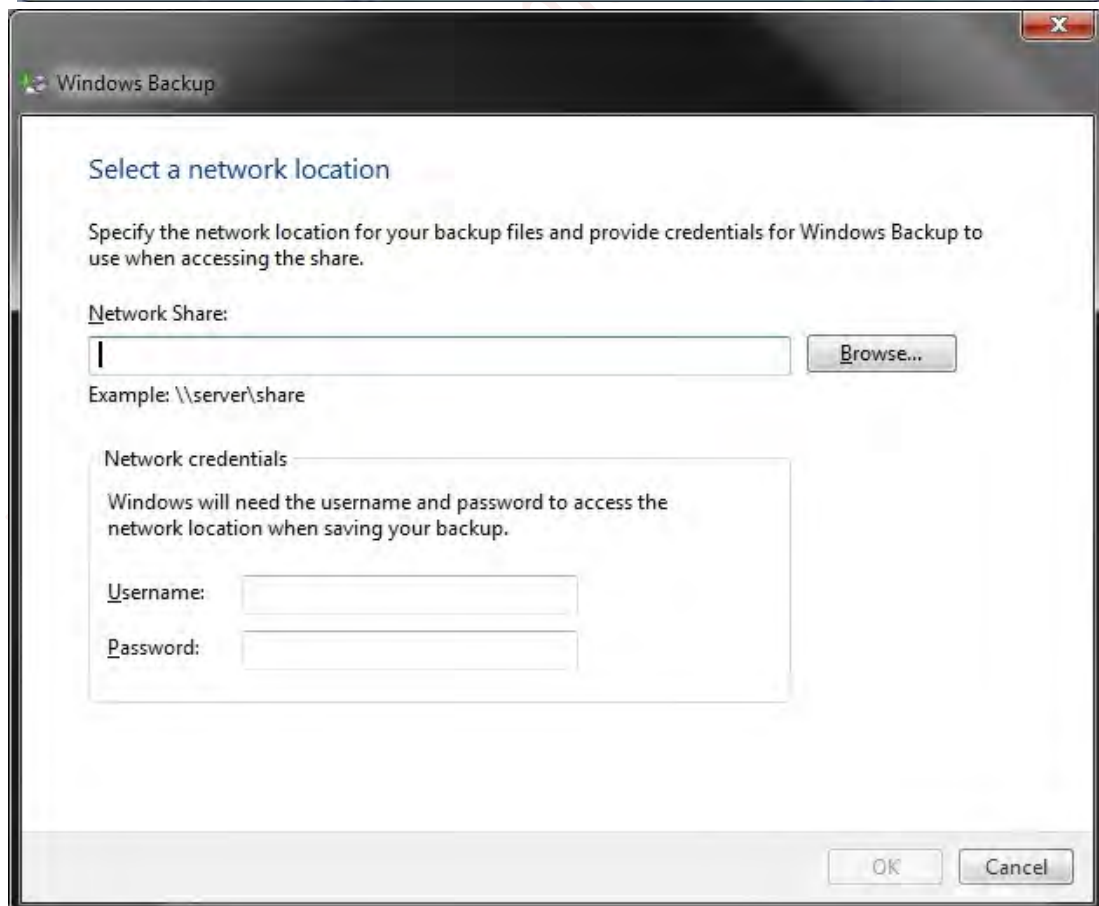 Windows Backup
Select a network location
Specify the network location for your backup files and provide credentials for Windows Backup to
use when accessing the share.
Network Share:
Browse...
Example: \\server\share
Network credentials
Windows will need the username and password to access the
network location when saving your backup.
Username:
Password:
OK
Cancel